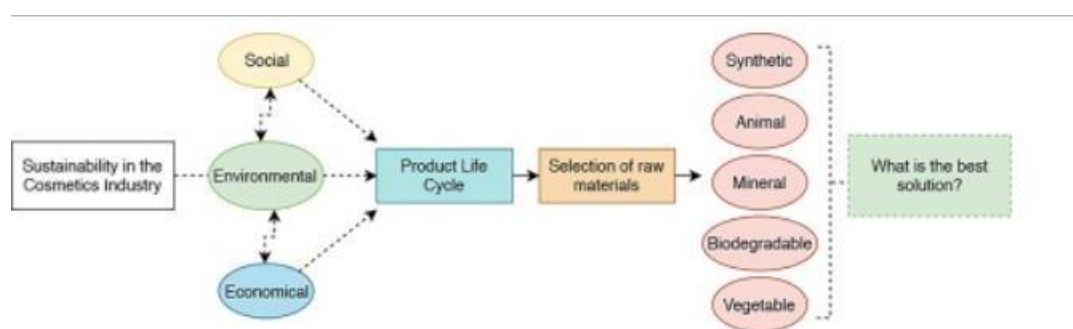 Social
Synthetic
Animal
Sustainability in the
Cosmetics Industry
Environmental
Product Life
Cycle
Selection of raw
materials
Mineral
What is the best
solution?
Biodegradable
Economical
Vegetable